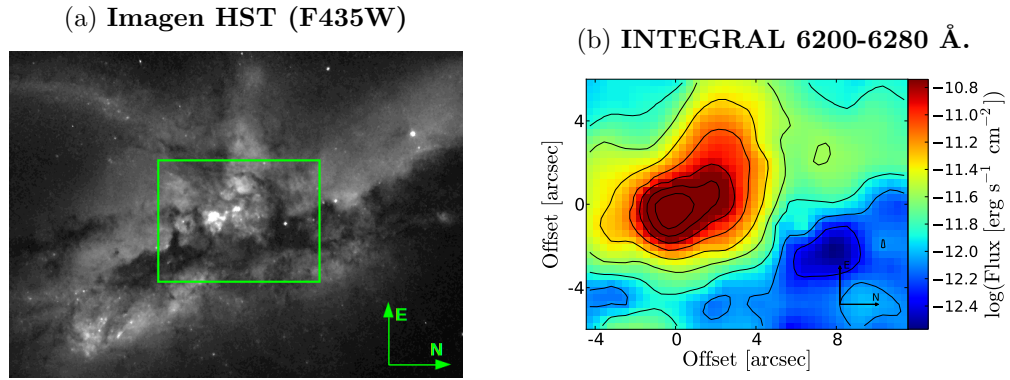 (a) Imagen HST (F435W)
E
N
(b) INTEGRAL 6200-6280 Å.
Offset [arcsec]
4
0
-4
N
-4
0
4
8
Offset [arcsec]
−10.8
−11.0
−11.2
−11.4
−11.6
−11.8
−12.0
−12.2
−12.4
log(Flux [erg s⁻¹ cm⁻²])